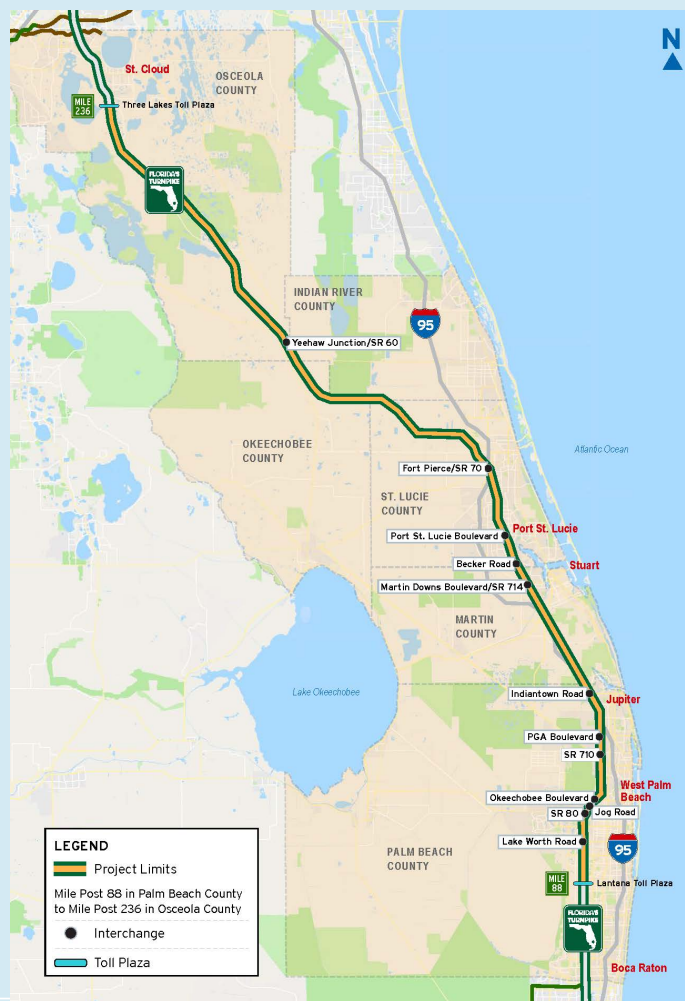 N
St. Cloud
OSCEOLA
COUNTY
MILE
236
Three Lakes Toll Plaza
FLORIDA'S
TURNPIKE
INDIAN RIVER
COUNTY
95
Yeehaw Junction/SR 60
OKEECHOBEE
COUNTY
Atlantic Ocean
Fort Pierce/SR 70
ST. LUCIE
COUNTY
Port St. Lucie
Port St. Lucie Boulevard
Becker Road
Stuart
Martin Downs Boulevard/SR 714
MARTIN
COUNTY
Lake Okeechobee
Indiantown Road
Jupiter
PGA Boulevard
SR 710
West Palm
Beach
Okeechobee Boulevard
Jog Road
SR 80
Lake Worth Road
95
PALM BEACH
COUNTY
MILE
88
Lantana Toll Plaza
FLORIDA'S
TURNPIKE
Boca Raton
LEGEND
Project Limits
Mile Post 88 in Palm Beach County
to Mile Post 236 in Osceola County
Interchange
Toll Plaza